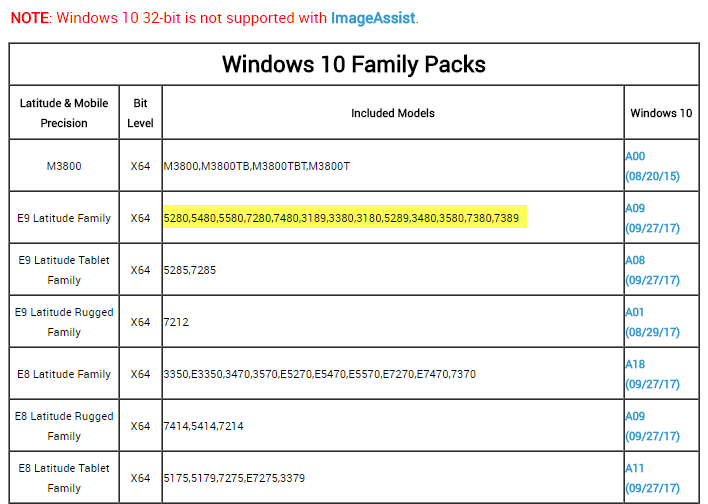 NOTE: Windows 10 32-bit is not supported with ImageAssist.
Windows 10 Family Packs
Latitude & Mobile Precision Bit Level Included Models Windows 10
M3800 X64 M3800,M3800TB,M3800TBT,M3800T A00 (08/20/15)
E9 Latitude Family X64 5280,5480,5580,7280,7480,3189,3380,3180,5289,3480,3580,7380,7389 A09 (09/27/17)
E9 Latitude Tablet Family X64 5285,7285 A08 (09/27/17)
E9 Latitude Rugged Family X64 7212 A01 (08/29/17)
E8 Latitude Family X64 3350,E3350,3470,3570,E5270,E5470,E5570,E7270,E7470,7370 A18 (09/27/17)
E8 Latitude Rugged Family X64 7414,5414,7214 A09 (09/27/17)
E8 Latitude Tablet Family X64 5175,5179,7275,E7275,3379 A11 (09/27/17)